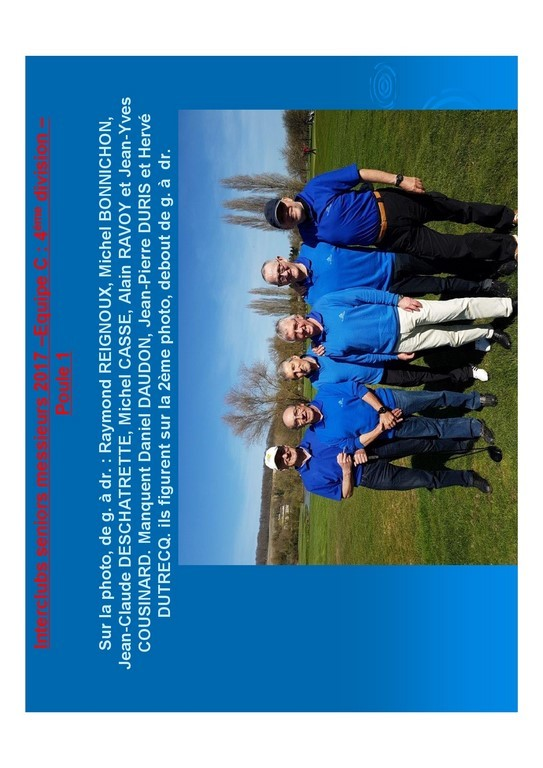 Interclubs seniors messieurs 2017 –Equipe C : 4ème division –
Poule 1
Sur la photo, de g. à dr. : Raymond REIGNOUX, Michel BONNICHON,
Jean-Claude DESCHATRETTE, Michel CASSE, Alain RAVOY et Jean-Yves
COUSINARD. Manquent Daniel DAUDON, Jean-Pierre DURIS et Hervé
DUTRECQ. ils figurent sur la 2ème photo, debout de g. à  dr.